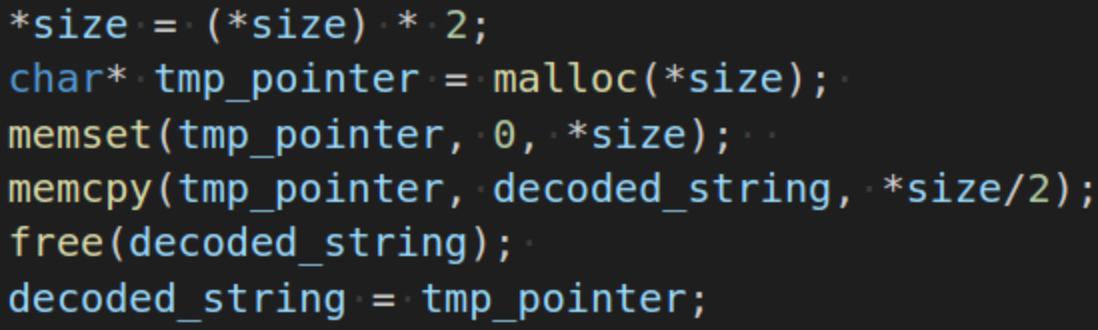 *size = (*size) * 2;
char* tmp_pointer = malloc(*size);
memset(tmp_pointer, 0, *size);
memcpy(tmp_pointer, decoded_string, *size/2);
free(decoded_string);
decoded_string = tmp_pointer;